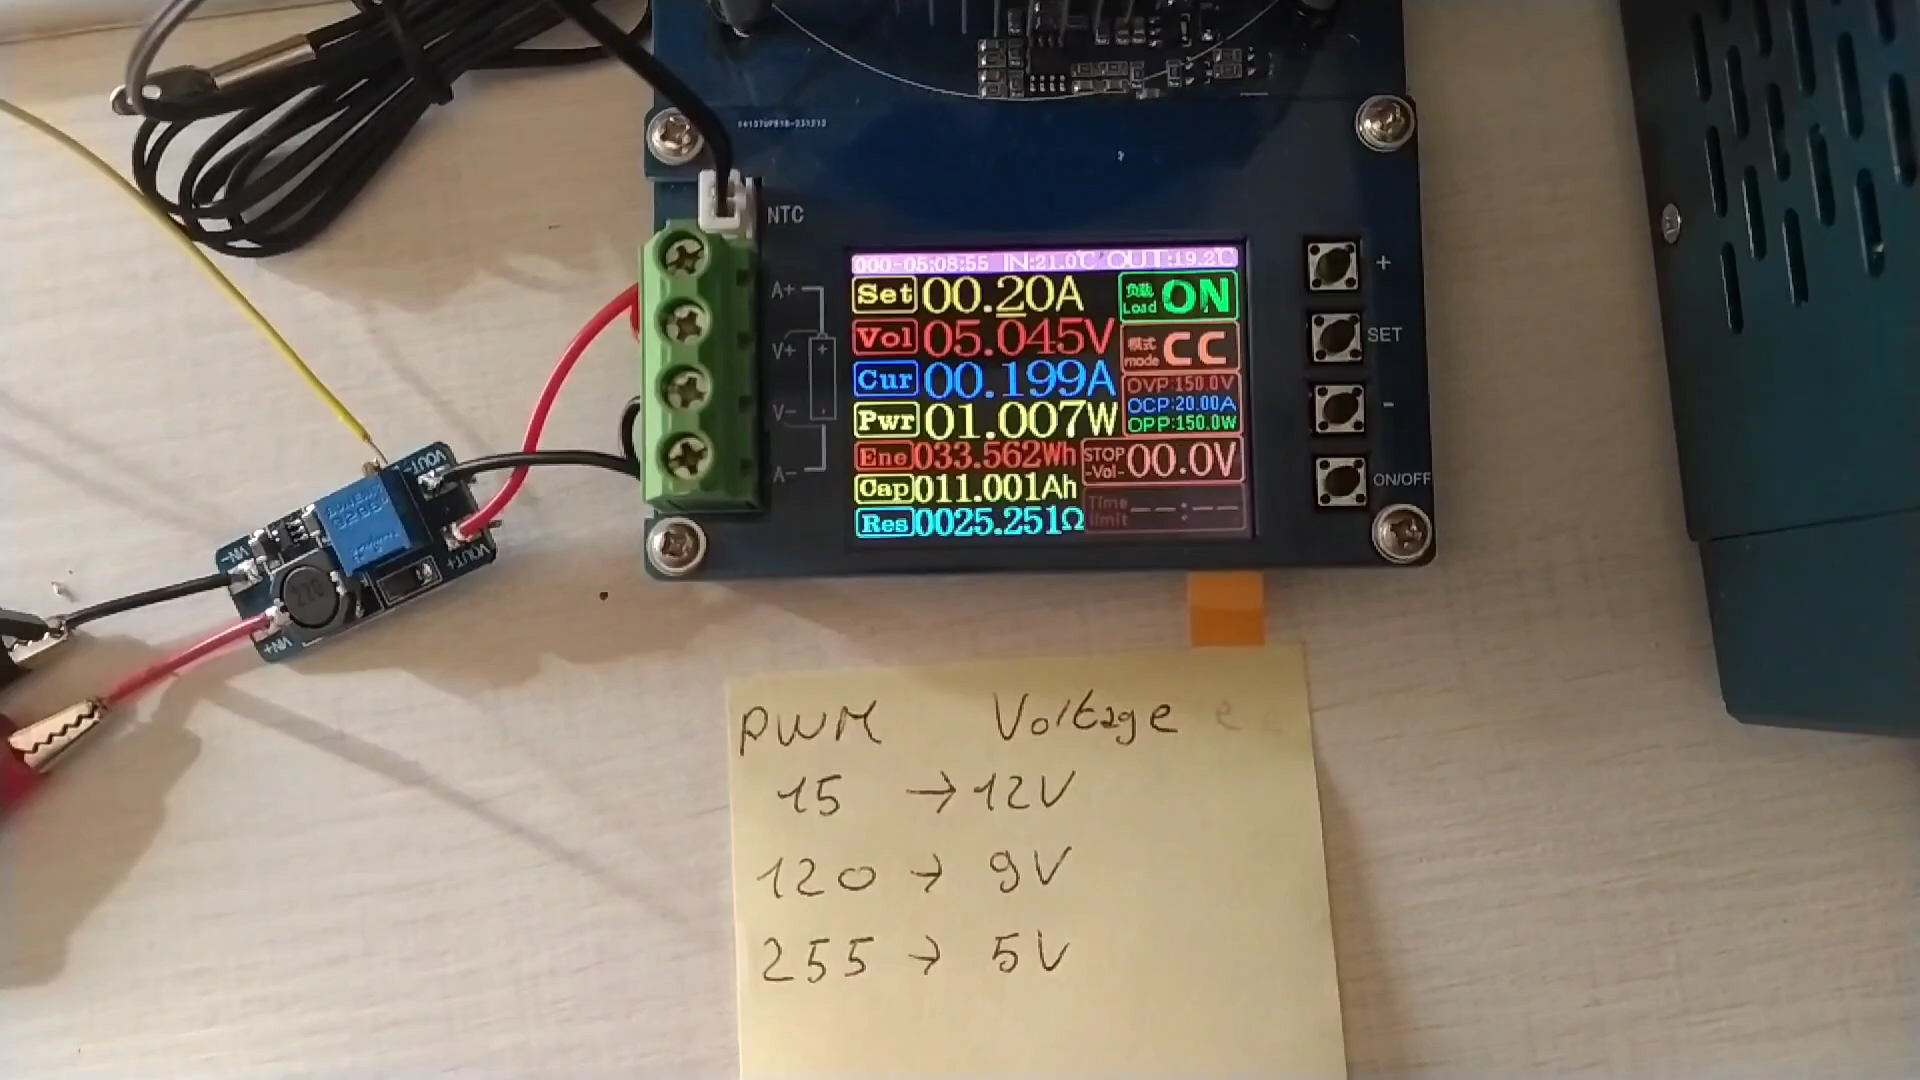 14137UPB18-231212
NTC
A+
V+
V-
A-
+
-
000-05:08:55 IN:21.0℃ OUT:19.2℃
Set 00.20A
负载 Load ON
Vol 05.045V
模式 mode CC
Cur 00.199A
OVP:150.0V
OCP:20.00A
Pwr 01.007W
OPP:150.0W
Ene 033.562Wh
STOP -Vol- 00.0V
Cap 011.001Ah
Time limit --:--
Res 0025.251Ω
+
SET
-
ON/OFF
VOUT-
VOUT+
VIN-
VIN+
220
PWM Voltage
15 → 12V
120 → 9V
255 → 5V